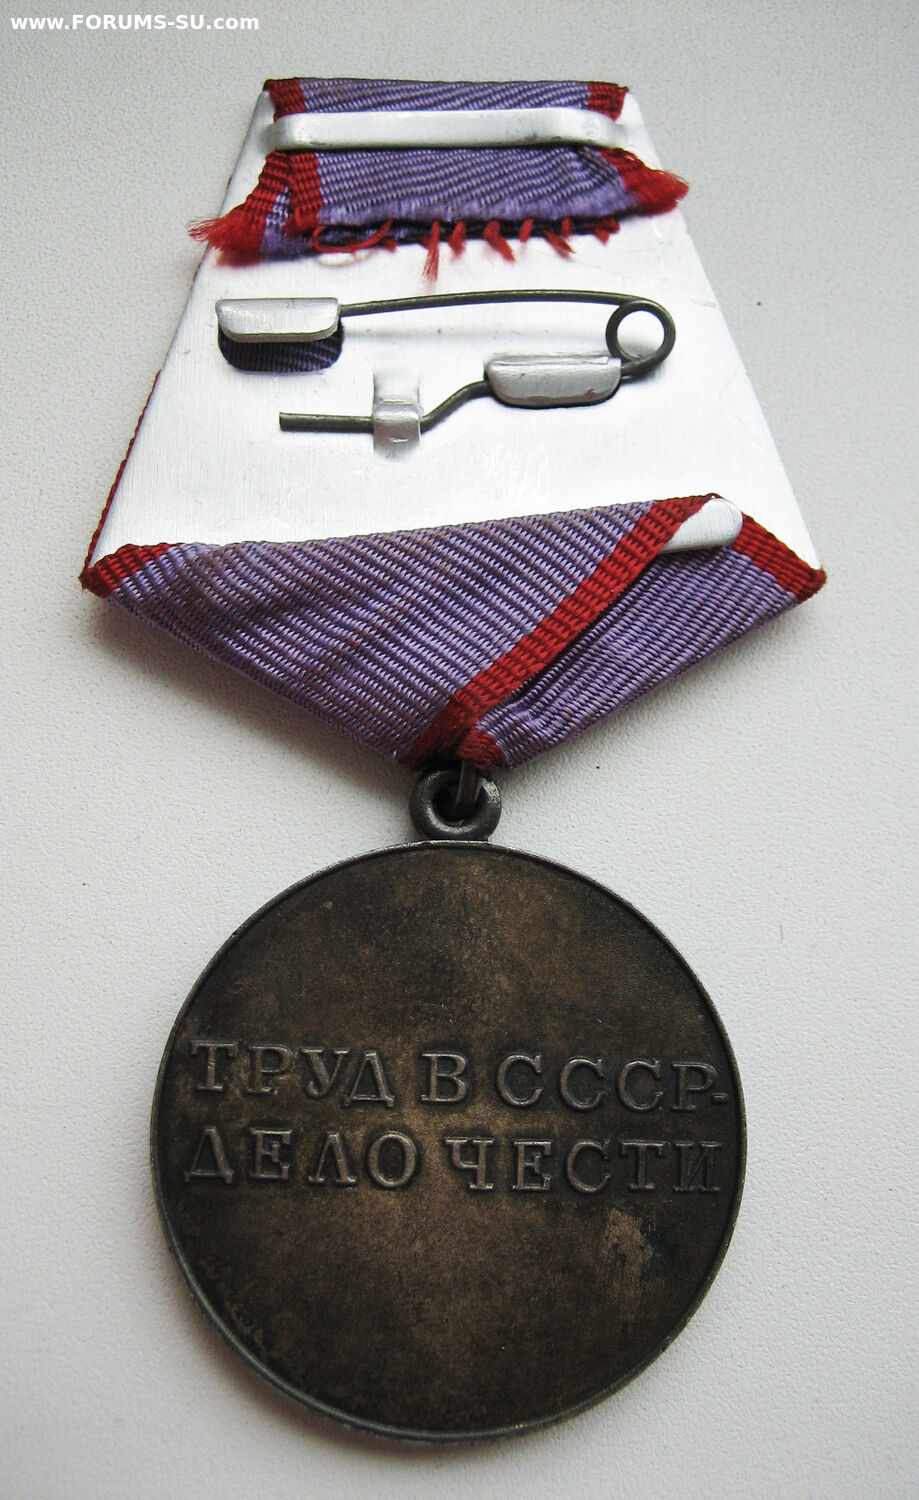 www.FORUMS-SU.com
ТРУД В СССР-
ДЕЛО ЧЕСТИ